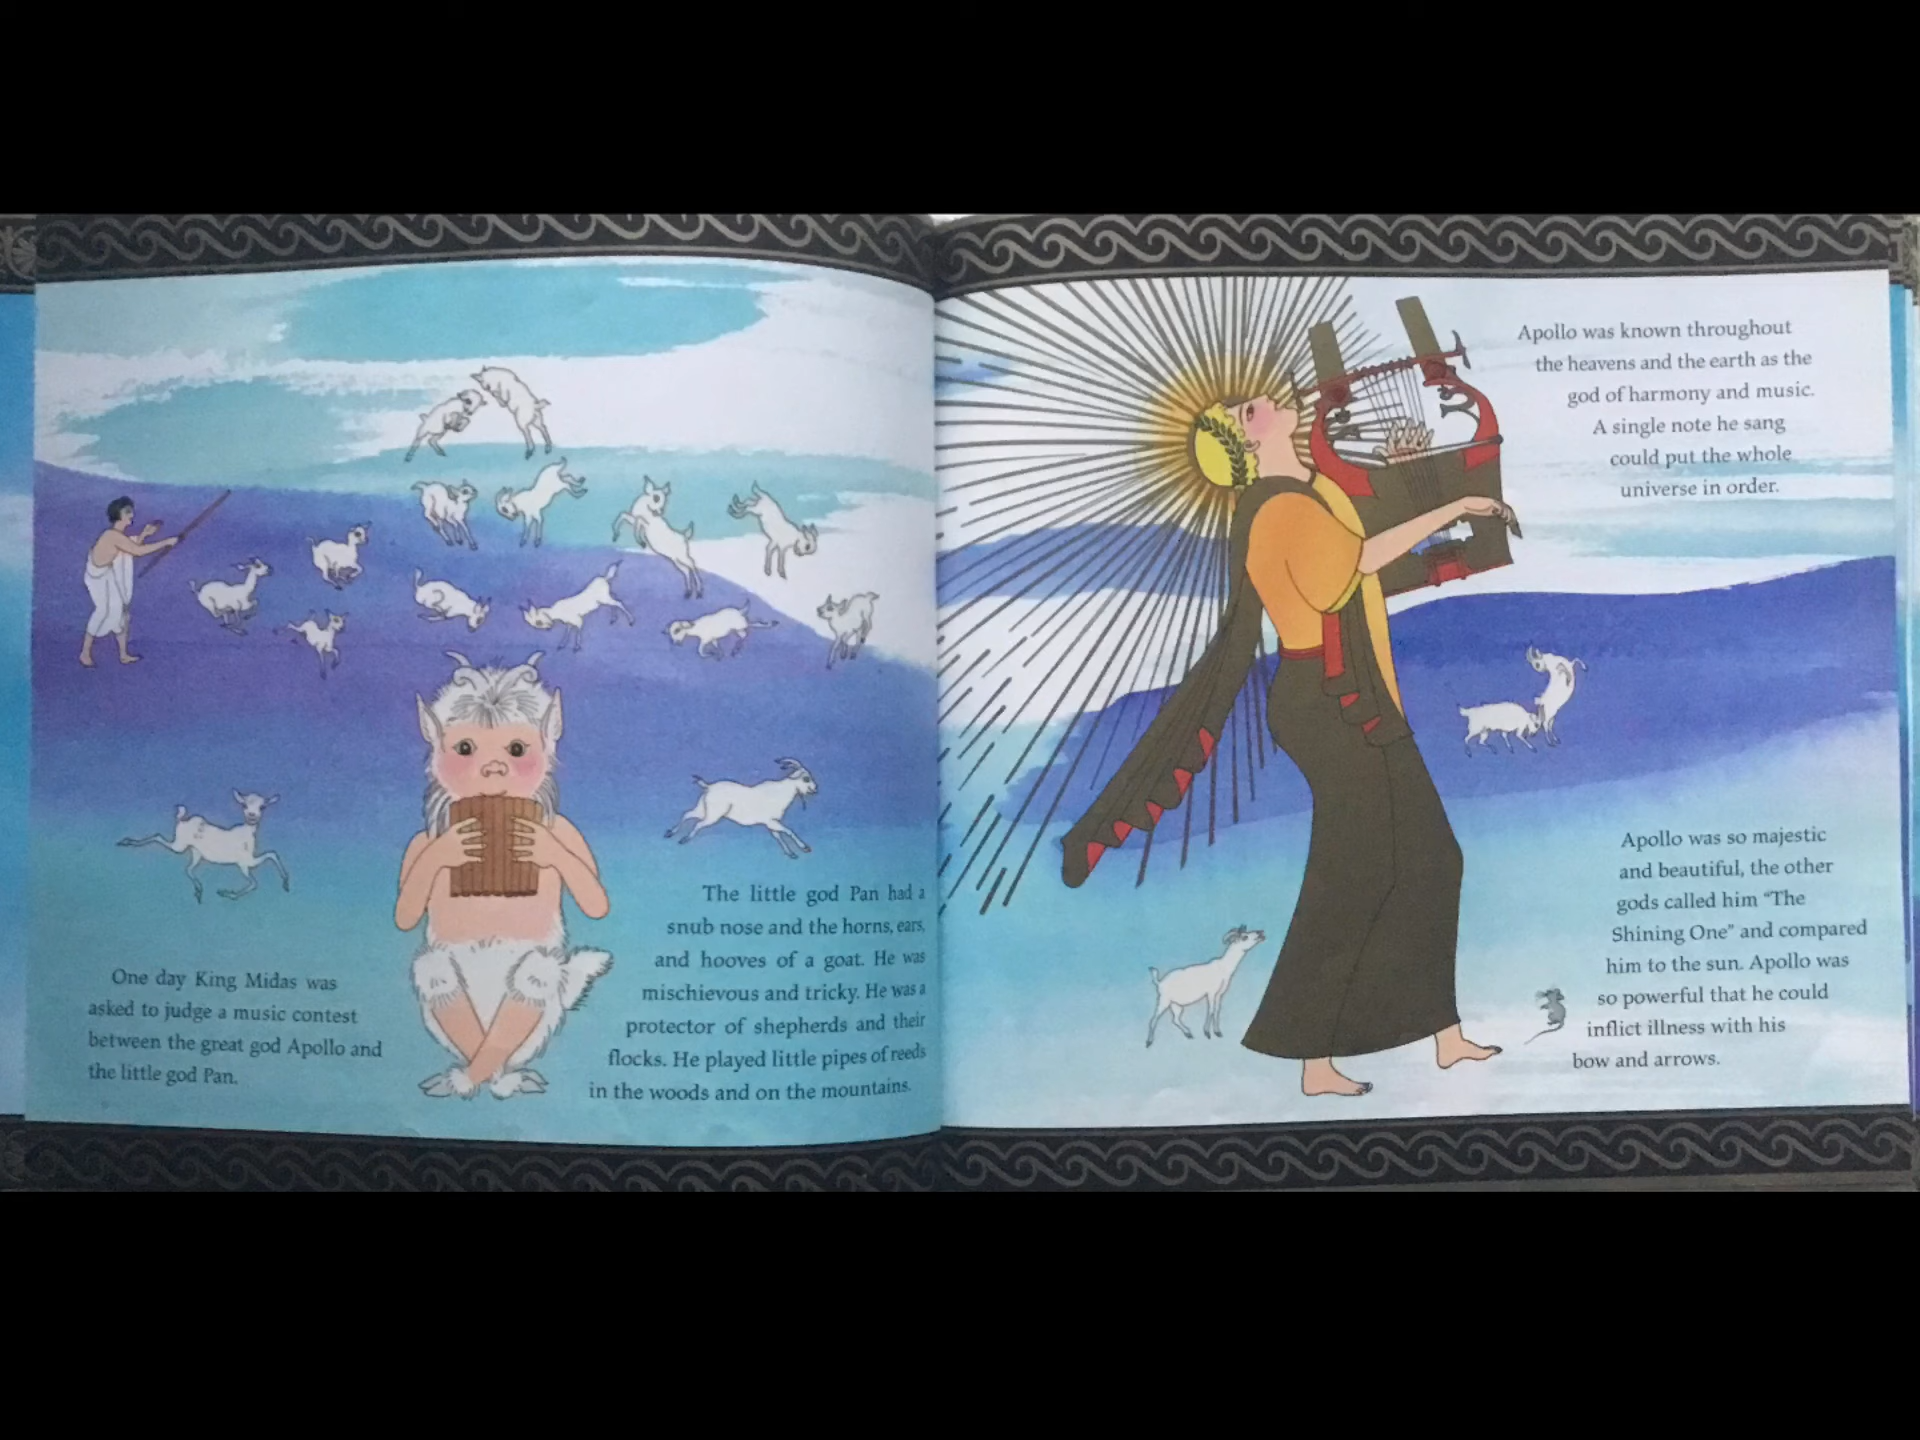 One day King Midas was
asked to judge a music contest
between the great god Apollo and
the little god Pan.
The little god Pan had a
snub nose and the horns, ears,
and hooves of a goat. He was
mischievous and tricky. He was a
protector of shepherds and their
flocks. He played little pipes of reeds
in the woods and on the mountains.
Apollo was known throughout
the heavens and the earth as the
god of harmony and music.
A single note he sang
could put the whole
universe in order.
Apollo was so majestic
and beautiful, the other
gods called him “The
Shining One” and compared
him to the sun. Apollo was
so powerful that he could
inflict illness with his
bow and arrows.